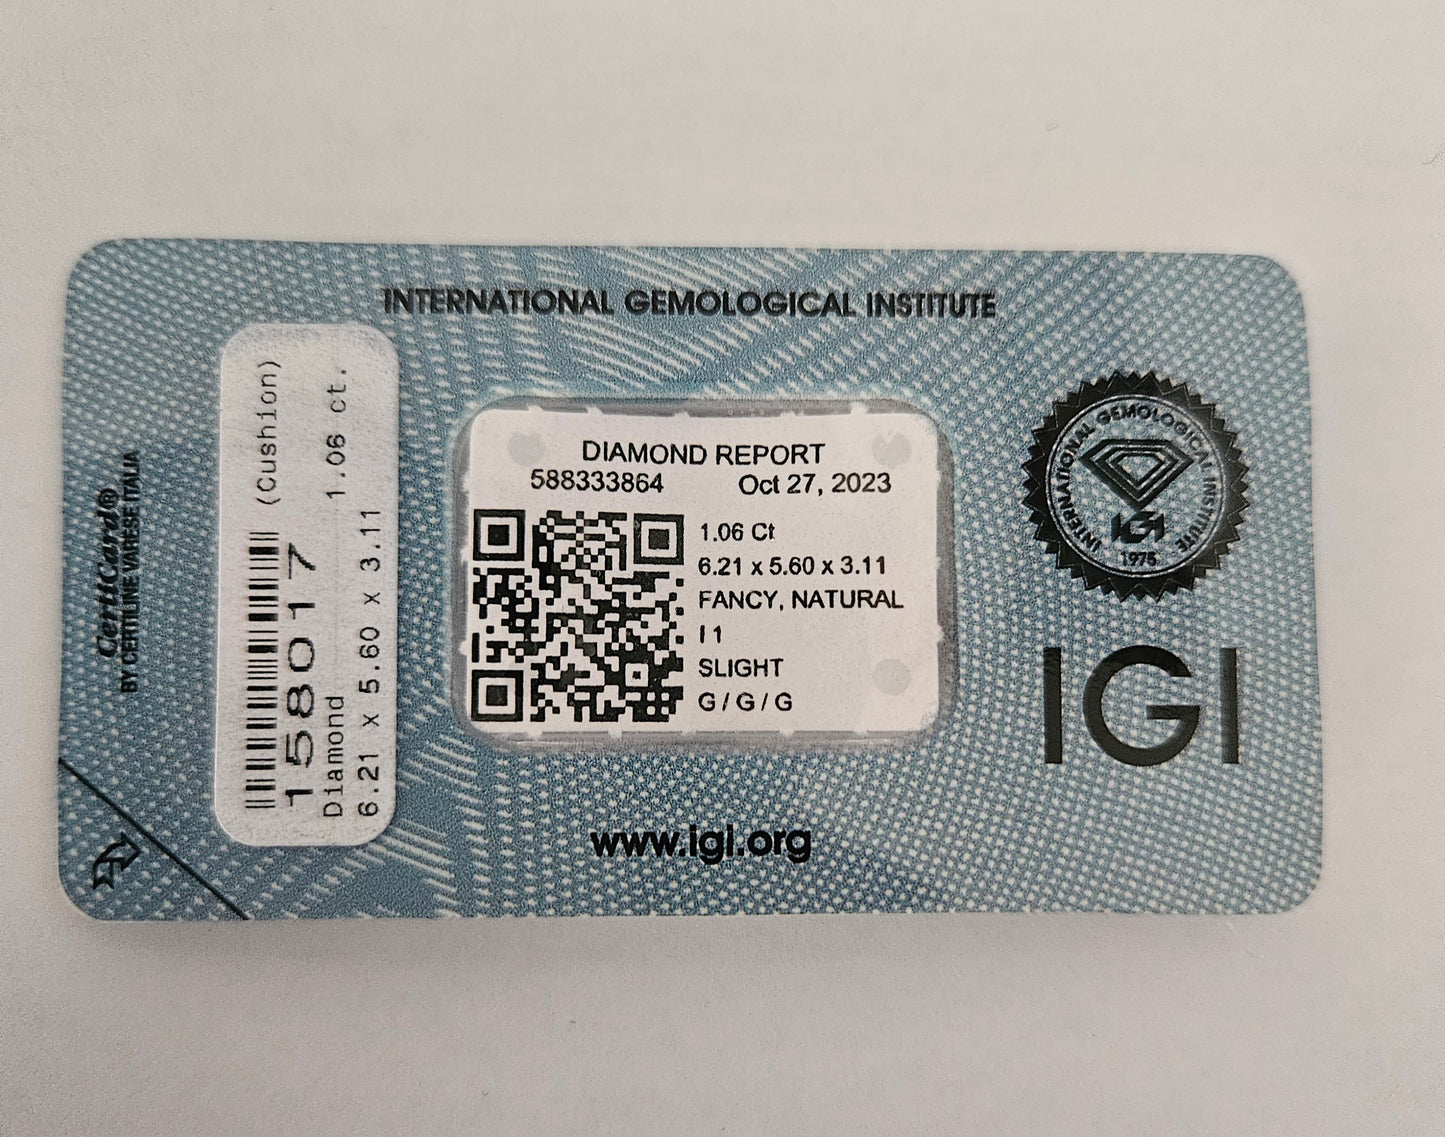 INTERNATIONAL GEMOLOGICAL INSTITUTE
CertiCard®
BY CERTILINE VARESE ITALIA
(Cushion)
158017
Diamond 1.06 ct.
6.21 x 5.60 x 3.11
DIAMOND REPORT
588333864 Oct 27, 2023
1.06 Ct
6.21 x 5.60 x 3.11
FANCY, NATURAL
I 1
SLIGHT
G / G / G
INTERNATIONAL GEMOLOGICAL INSTITUTE
IGI
1975
IGI
www.igi.org